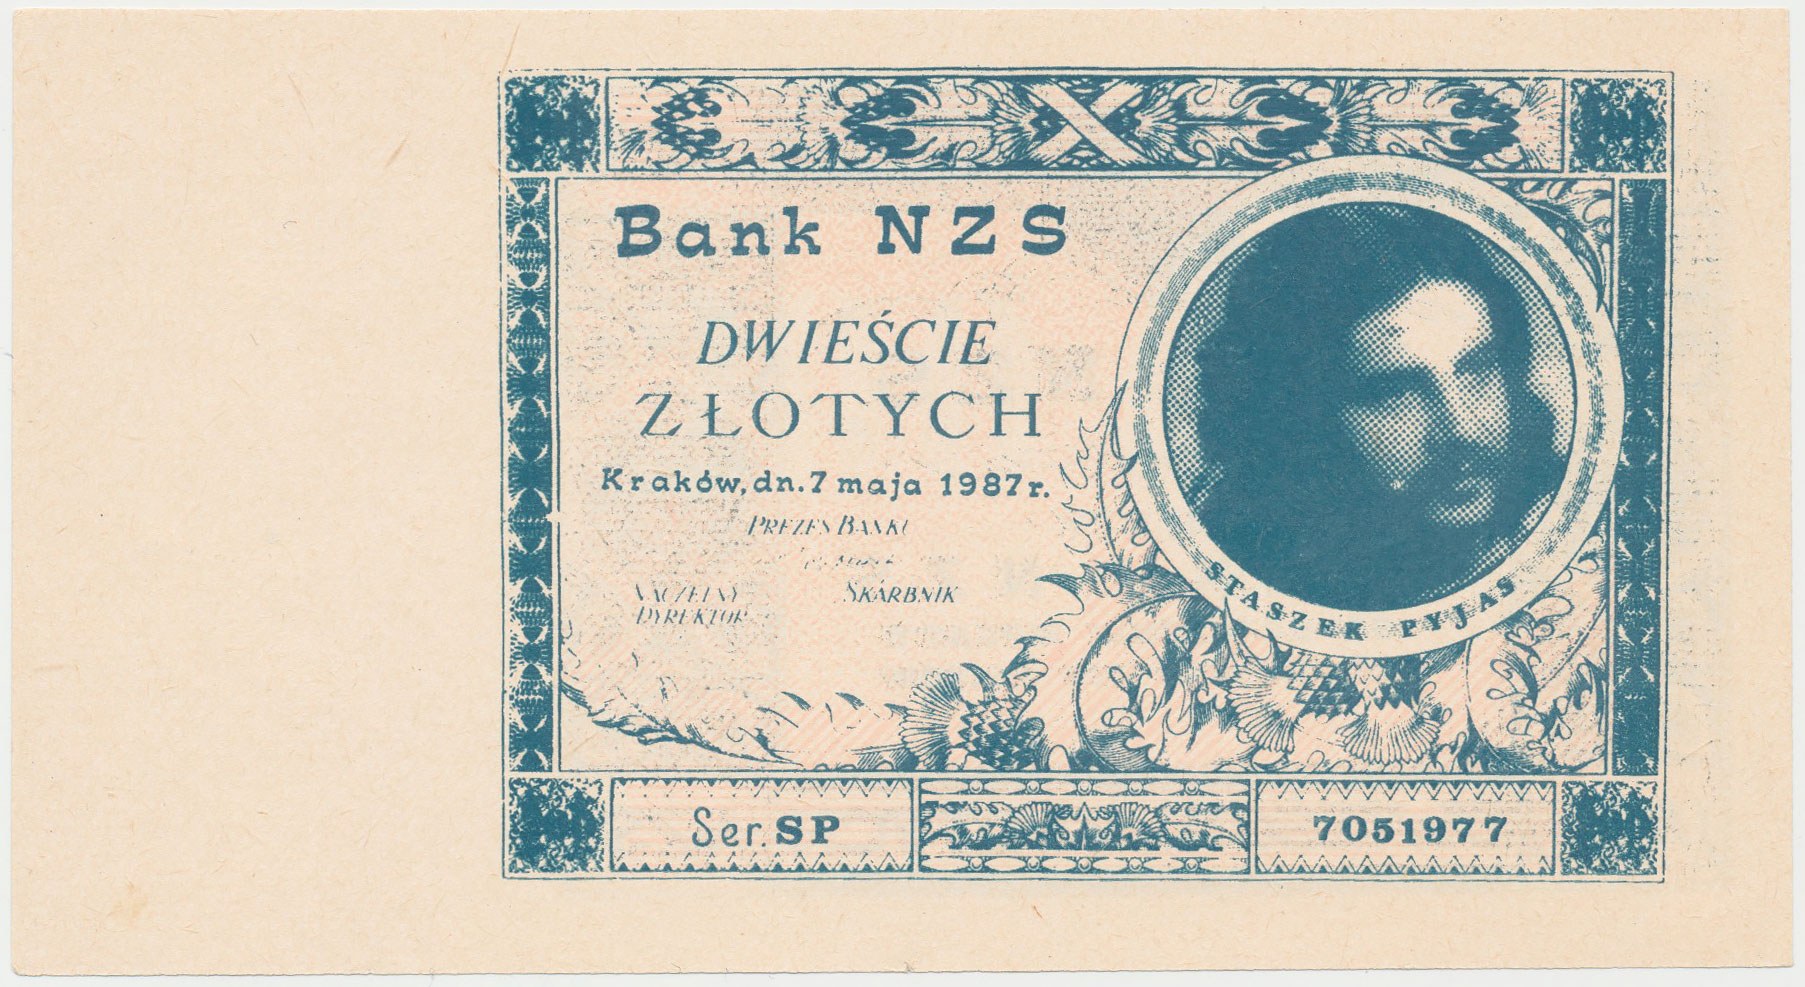 Bank NZS
DWIEŚCIE
ZŁOTYCH
Kraków, dn. 7 maja 1987 r.
PREZES BANKU
NACZELNY
DYREKTOR
SKARBNIK
STASZEK PYJAS
Ser. SP
7051977